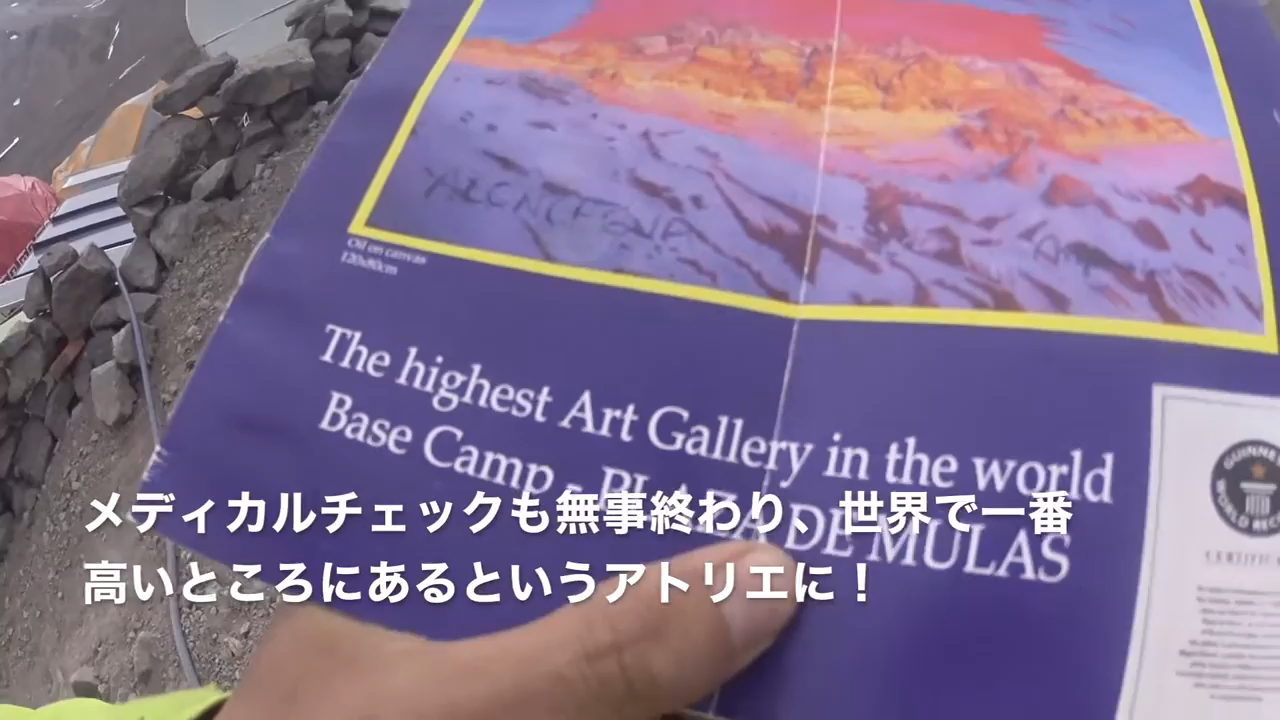 Oil on canvas
120x80cm
The highest Art Gallery in the world
Base Camp - PLAZA DE MULAS
メディカルチェックも無事終わり、世界で一番
高いところにあるというアトリエに！